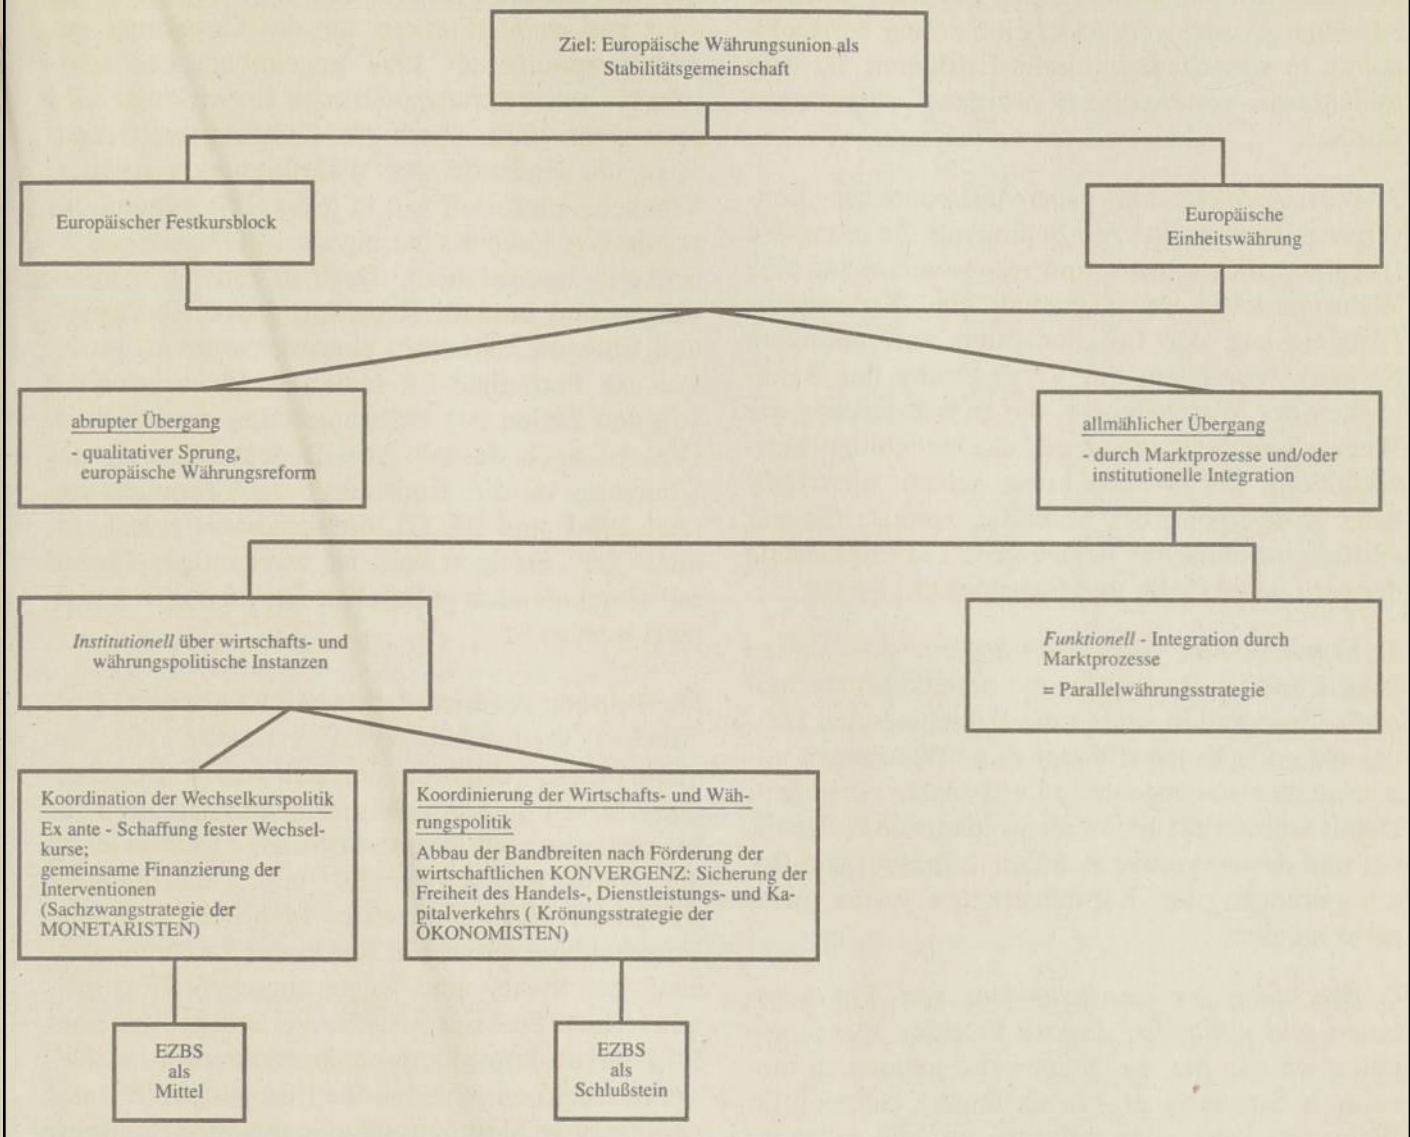 Ziel: Europäische Währungsunion als
Stabilitätsgemeinschaft
Europäischer Festkursblock
Europäische
Einheitswährung
abrupter Übergang
- qualitativer Sprung,
europäische Währungsreform
allmählicher Übergang
- durch Marktprozesse und/oder
institutionelle Integration
Institutionell über wirtschafts- und
währungspolitische Instanzen
Funktionell - Integration durch
Marktprozesse
= Parallelwährungsstrategie
Koordination der Wechselkurspolitik
Ex ante - Schaffung fester Wechsel-
kurse;
gemeinsame Finanzierung der
Interventionen
(Sachzwangstrategie der
MONETARISTEN)
Koordinierung der Wirtschafts- und Wäh-
rungspolitik
Abbau der Bandbreiten nach Förderung der
wirtschaftlichen KONVERGENZ: Sicherung der
Freiheit des Handels-, Dienstleistungs- und Ka-
pitalverkehrs ( Krönungsstrategie der
ÖKONOMISTEN)
EZBS
als
Mittel
EZBS
als
Schlußstein